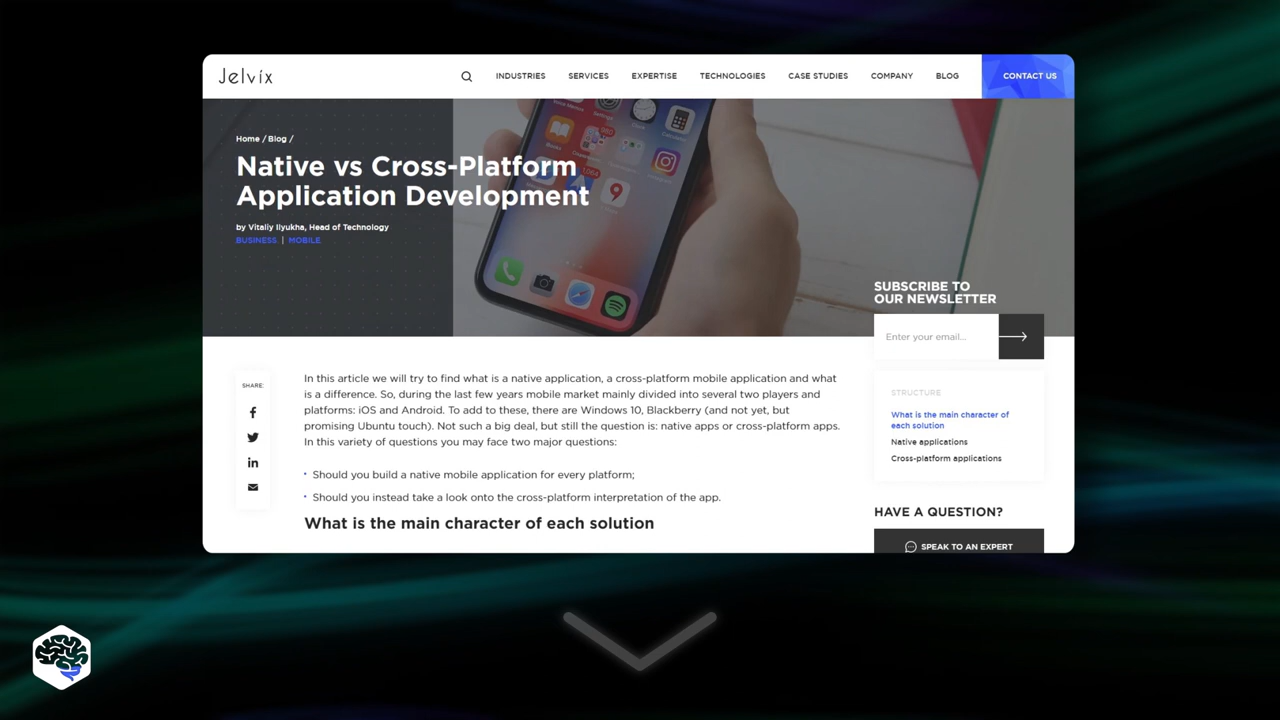 Jelvix
INDUSTRIES SERVICES EXPERTISE TECHNOLOGIES CASE STUDIES COMPANY BLOG CONTACT US
Home / Blog /
Native vs Cross-Platform
Application Development
by Vitaliy Ilyukha, Head of Technology
BUSINESS | MOBILE
SUBSCRIBE TO
OUR NEWSLETTER
Enter your email...
SHARE:
In this article we will try to find what is a native application, a cross-platform mobile application and what
is a difference. So, during the last few years mobile market mainly divided into several two players and
platforms: iOS and Android. To add to these, there are Windows 10, Blackberry (and not yet, but
promising Ubuntu touch). Not such a big deal, but still the question is: native apps or cross-platform apps.
In this variety of questions you may face two major questions:
Should you build a native mobile application for every platform;
Should you instead take a look onto the cross-platform interpretation of the app.
What is the main character of each solution
STRUCTURE
What is the main character of
each solution
Native applications
Cross-platform applications
HAVE A QUESTION?
SPEAK TO AN EXPERT